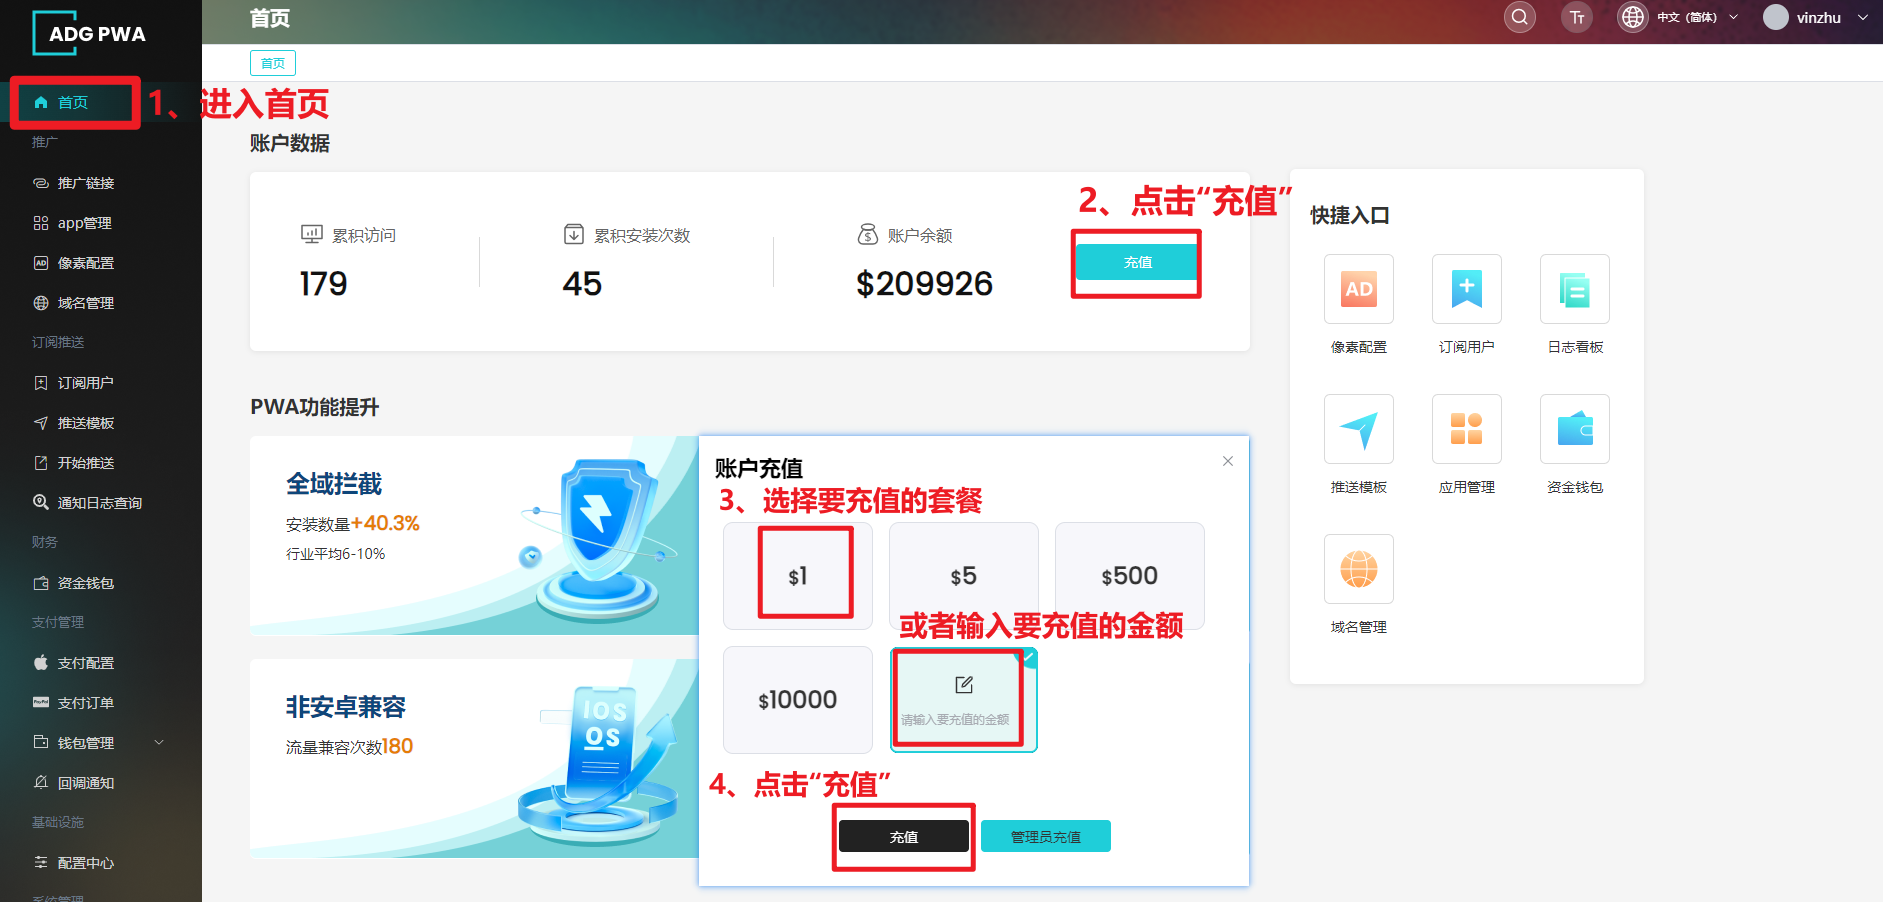 ADG PWA
首页
中文 (简体)
vinzhu
首页
首页
1、进入首页
推广
推广链接
app管理
像素配置
域名管理
订阅推送
订阅用户
推送模板
开始推送
通知日志查询
财务
资金钱包
支付管理
支付配置
支付订单
钱包管理
回调通知
基础设施
配置中心
系统管理
账户数据
累积访问
179
累积安装次数
45
账户余额
$209926
2、点击“充值”
充值
快捷入口
AD
像素配置
订阅用户
日志看板
推送模板
应用管理
资金钱包
域名管理
PWA功能提升
全域拦截
安装数量+40.3%
行业平均6-10%
非安卓兼容
流量兼容次数180
IOS
OS
账户充值
3、选择要充值的套餐
$1
$5
$500
或者输入要充值的金额
$10000
请输入要充值的金额
4、点击“充值”
充值
管理员充值